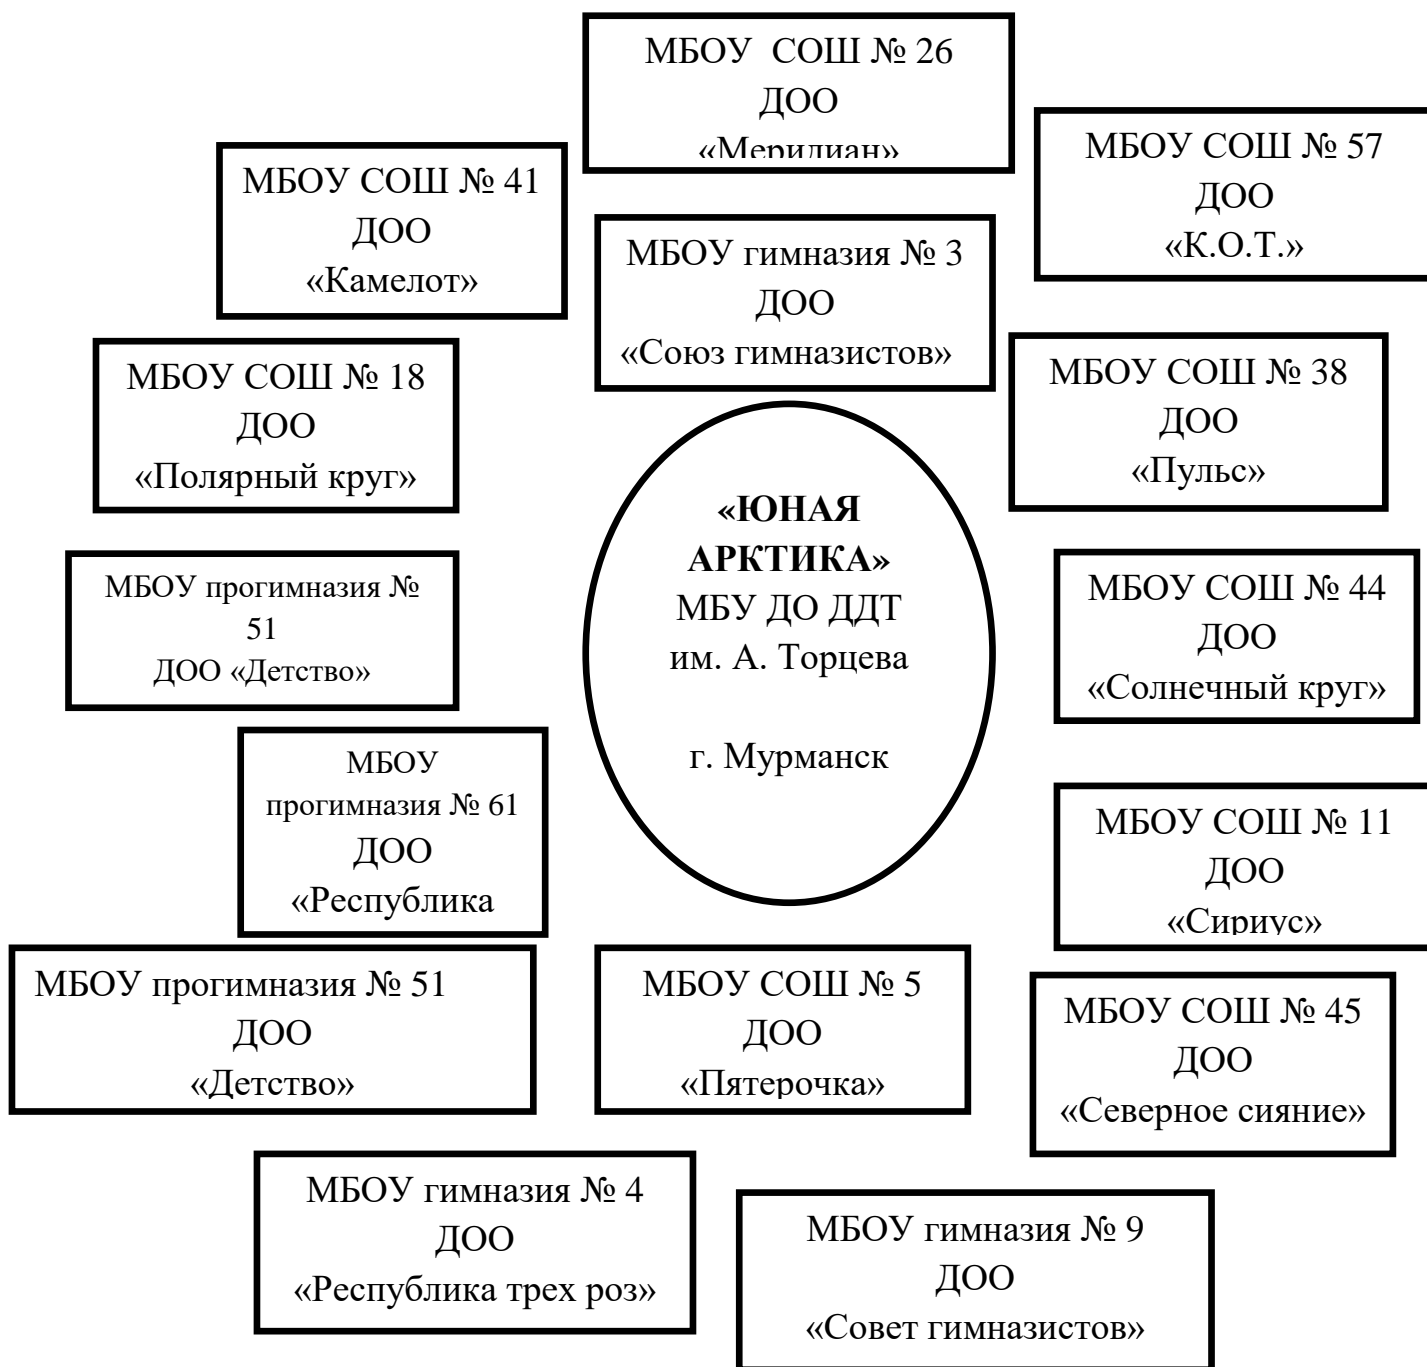 МБОУ СОШ № 26
ДОО
«Меридиан»
МБОУ СОШ № 57
ДОО
«К.О.Т.»
МБОУ СОШ № 41
ДОО
«Камелот»
МБОУ гимназия № 3
ДОО
«Союз гимназистов»
МБОУ СОШ № 18
ДОО
«Полярный круг»
МБОУ СОШ № 38
ДОО
«Пульс»
«ЮНАЯ
АРКТИКА»
МБУ ДО ДДТ
им. А. Торцева
г. Мурманск
МБОУ прогимназия №
51
ДОО «Детство»
МБОУ СОШ № 44
ДОО
«Солнечный круг»
МБОУ
прогимназия № 61
ДОО
«Республика
МБОУ СОШ № 11
ДОО
«Сириус»
МБОУ прогимназия № 51
ДОО
«Детство»
МБОУ СОШ № 5
ДОО
«Пятерочка»
МБОУ СОШ № 45
ДОО
«Северное сияние»
МБОУ гимназия № 4
ДОО
«Республика трех роз»
МБОУ гимназия № 9
ДОО
«Совет гимназистов»